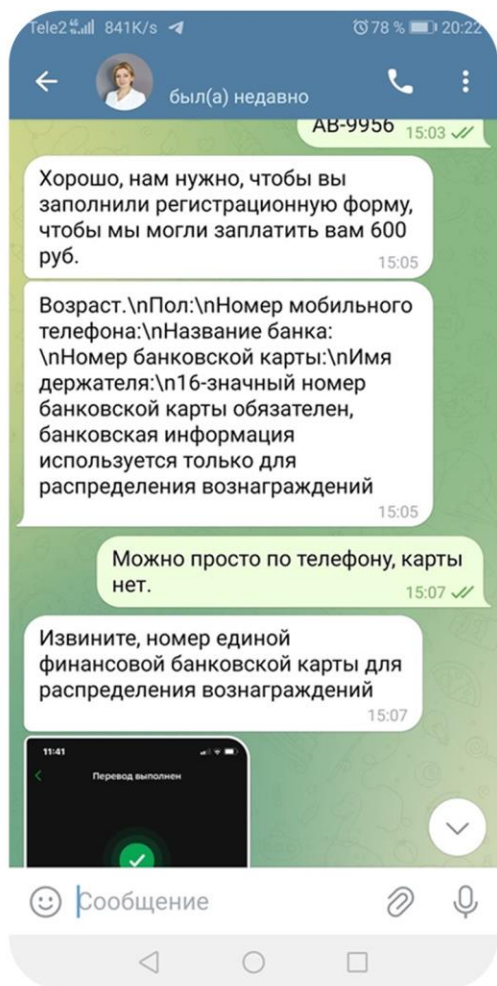 Tele2 4G 841K/s 78 % 20:22
был(а) недавно
AB-9956 15:03
Хорошо, нам нужно, чтобы вы
заполнили регистрационную форму,
чтобы мы могли заплатить вам 600
руб. 15:05
Возраст.\nПол:\nНомер мобильного
телефона:\nНазвание банка:
\nНомер банковской карты:\nИмя
держателя:\n16-значный номер
банковской карты обязателен,
банковская информация
используется только для
распределения вознаграждений
15:05
Можно просто по телефону, карты
нет. 15:07
Извините, номер единой
финансовой банковской карты для
распределения вознаграждений
15:07
11:41
Перевод выполнен
Сообщение